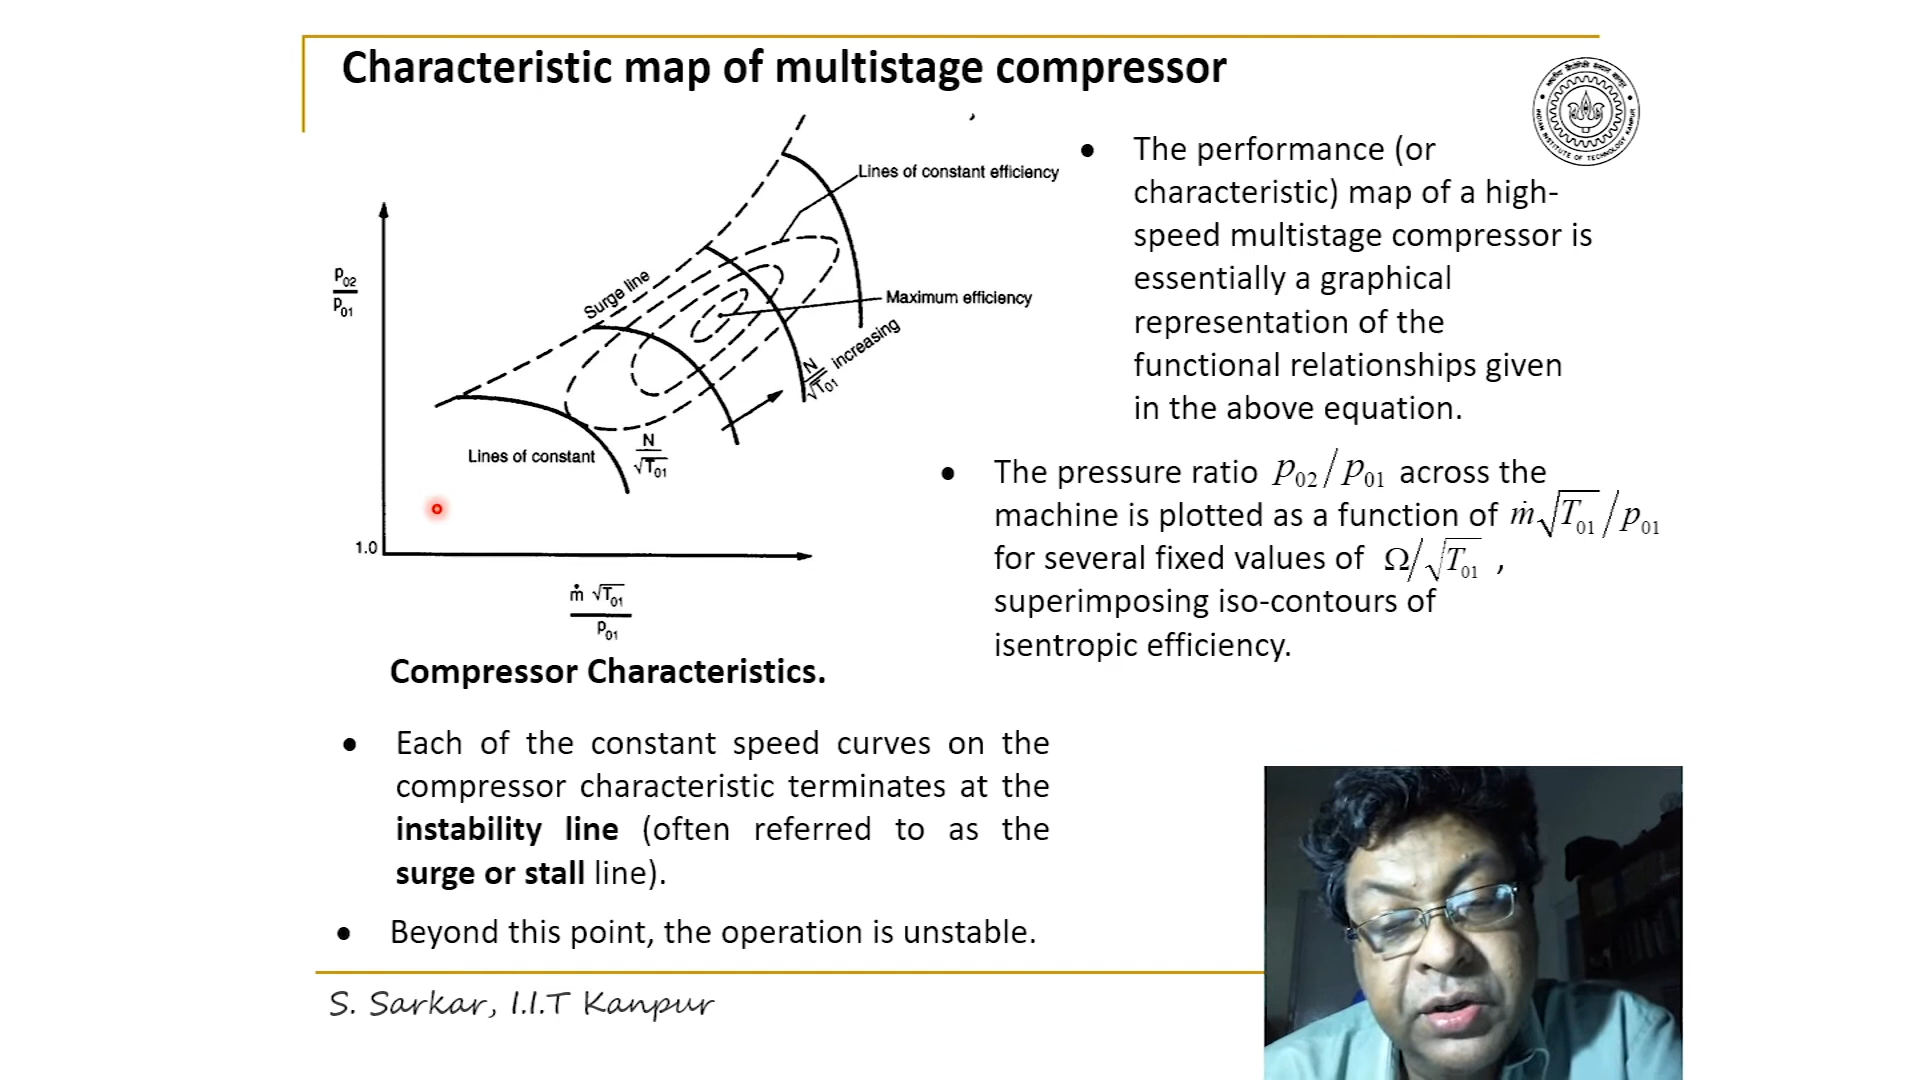 Characteristic map of multistage compressor
Lines of constant efficiency
p02
p01
Surge line
Maximum efficiency
N
√T01 increasing
Lines of constant
N
√T01
1.0
ṁ √T01
p01
Compressor Characteristics.
• The performance (or
characteristic) map of a high-
speed multistage compressor is
essentially a graphical
representation of the
functional relationships given
in the above equation.
• The pressure ratio p02/p01 across the
machine is plotted as a function of ṁ√T01/p01
for several fixed values of Ω/√T01 ,
superimposing iso-contours of
isentropic efficiency.
• Each of the constant speed curves on the
compressor characteristic terminates at the
instability line (often referred to as the
surge or stall line).
• Beyond this point, the operation is unstable.
S. Sarkar, I.I.T Kanpur
INDIAN INSTITUTE OF TECHNOLOGY KANPUR